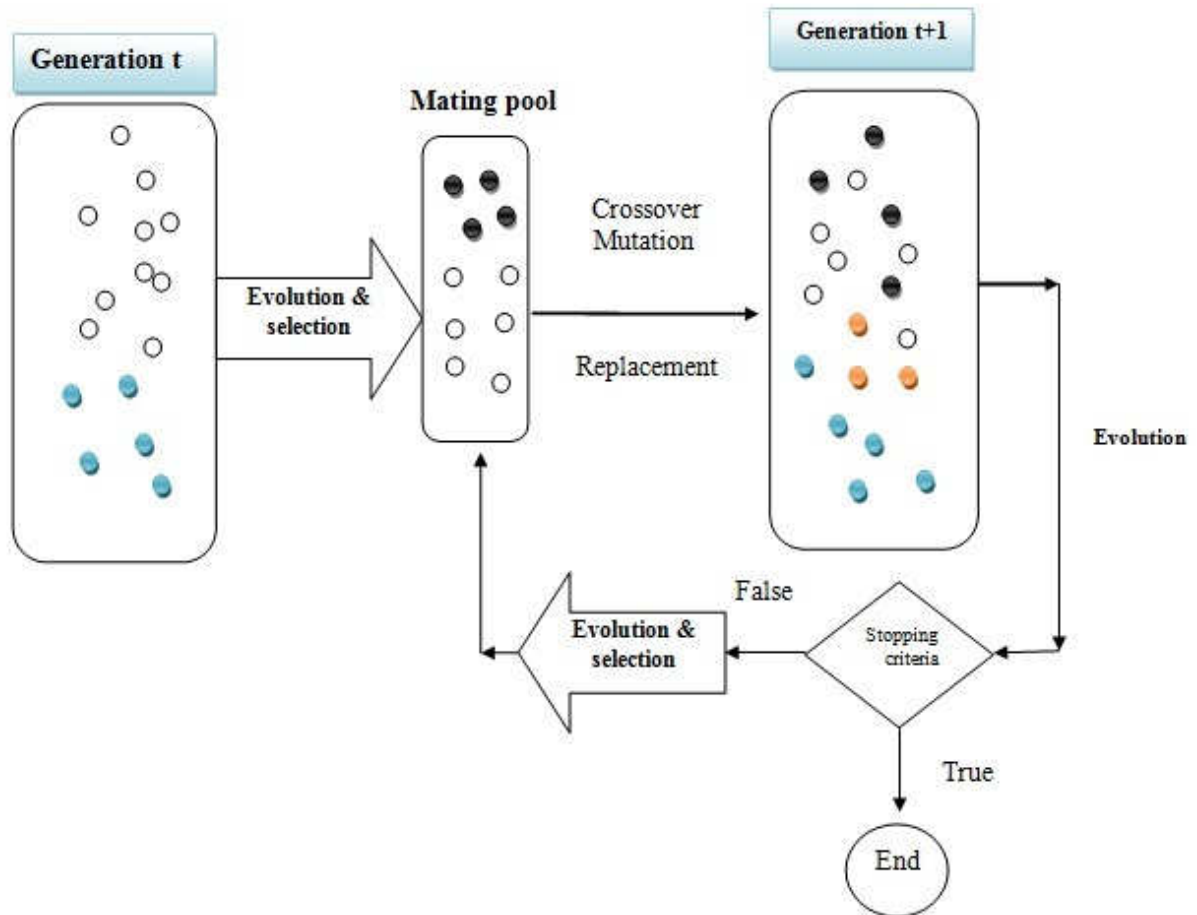 Generation t
Generation t+1
Mating pool
Evolution &
selection
Crossover
Mutation
Replacement
Evolution
False
Evolution &
selection
Stopping
criteria
True
End